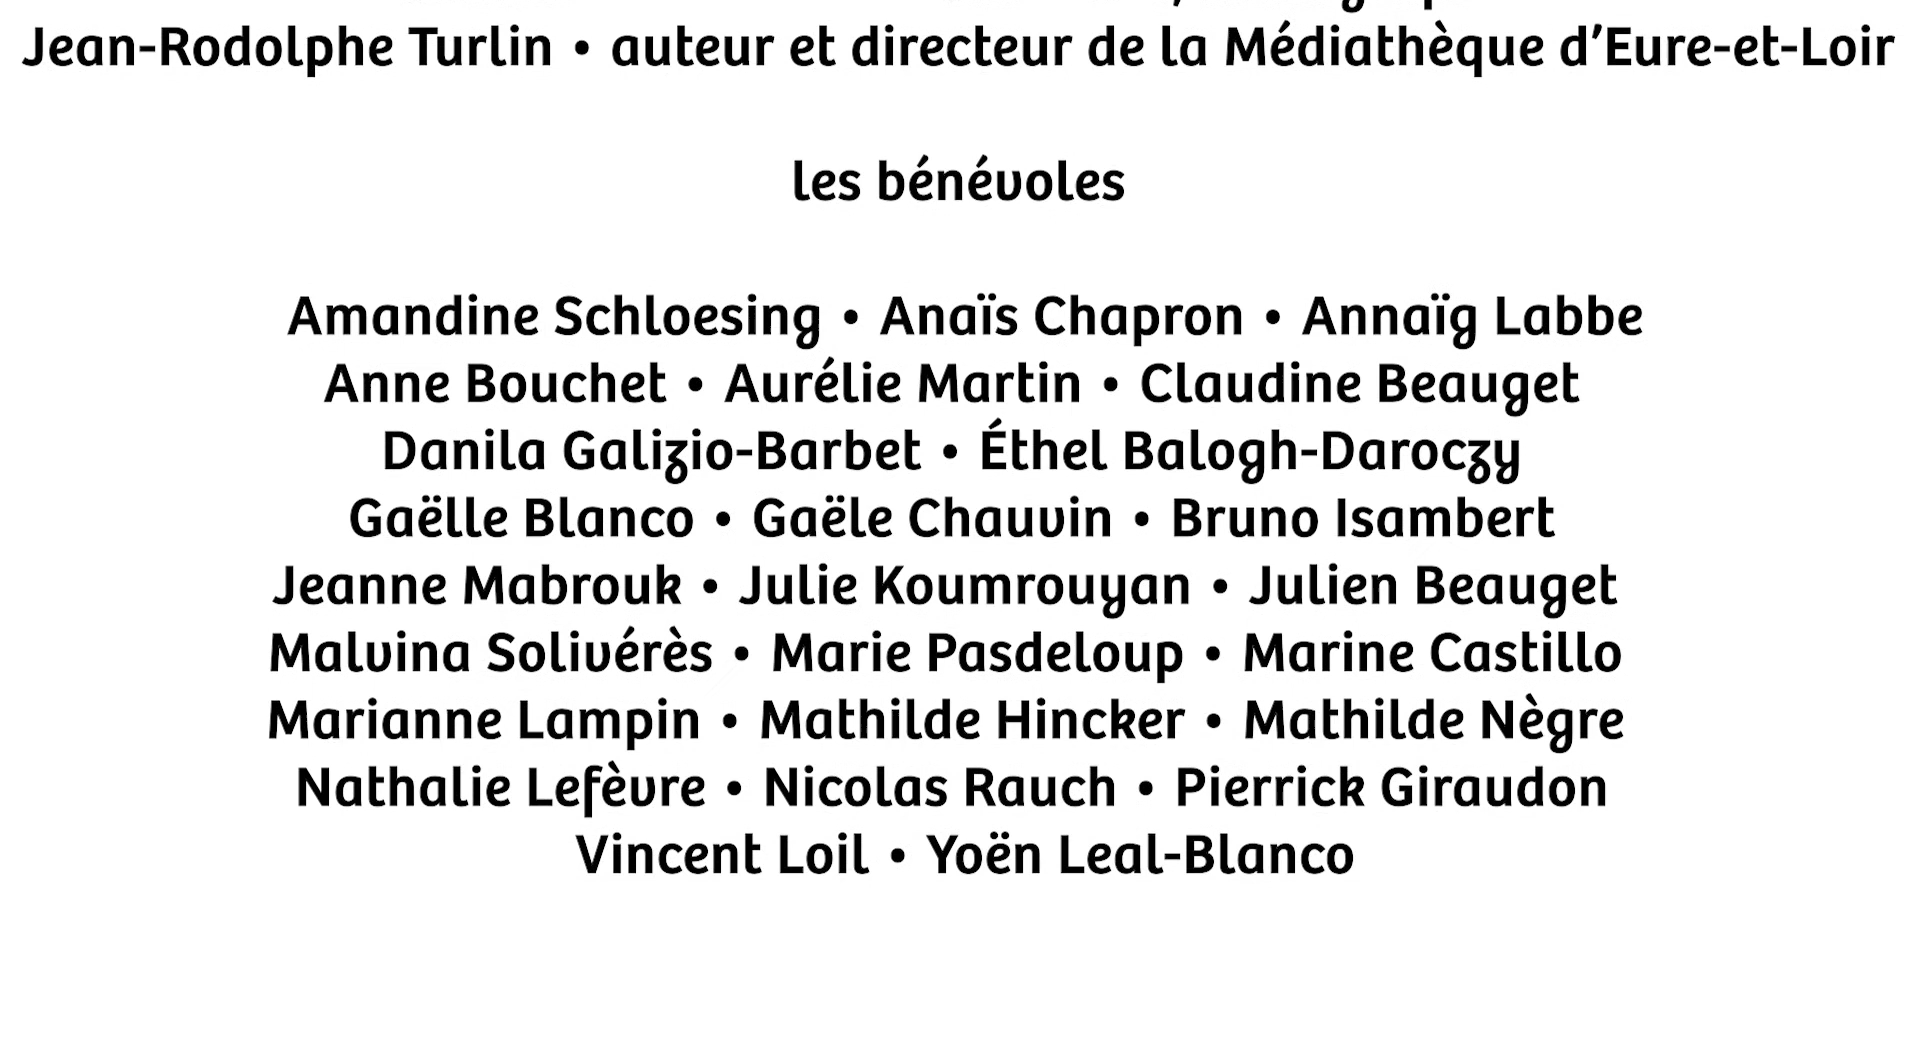 Jean-Rodolphe Turlin • auteur et directeur de la Médiathèque d’Eure-et-Loir
les bénévoles
Amandine Schloesing • Anaïs Chapron • Annaïg Labbe
Anne Bouchet • Aurélie Martin • Claudine Beauget
Danila Galizio-Barbet • Éthel Balogh-Daroczy
Gaëlle Blanco • Gaële Chauvin • Bruno Isambert
Jeanne Mabrouk • Julie Koumrouyan • Julien Beauget
Malvina Solivérès • Marie Pasdeloup • Marine Castillo
Marianne Lampin • Mathilde Hincker • Mathilde Nègre
Nathalie Lefèvre • Nicolas Rauch • Pierrick Giraudon
Vincent Loil • Yoën Leal-Blanco